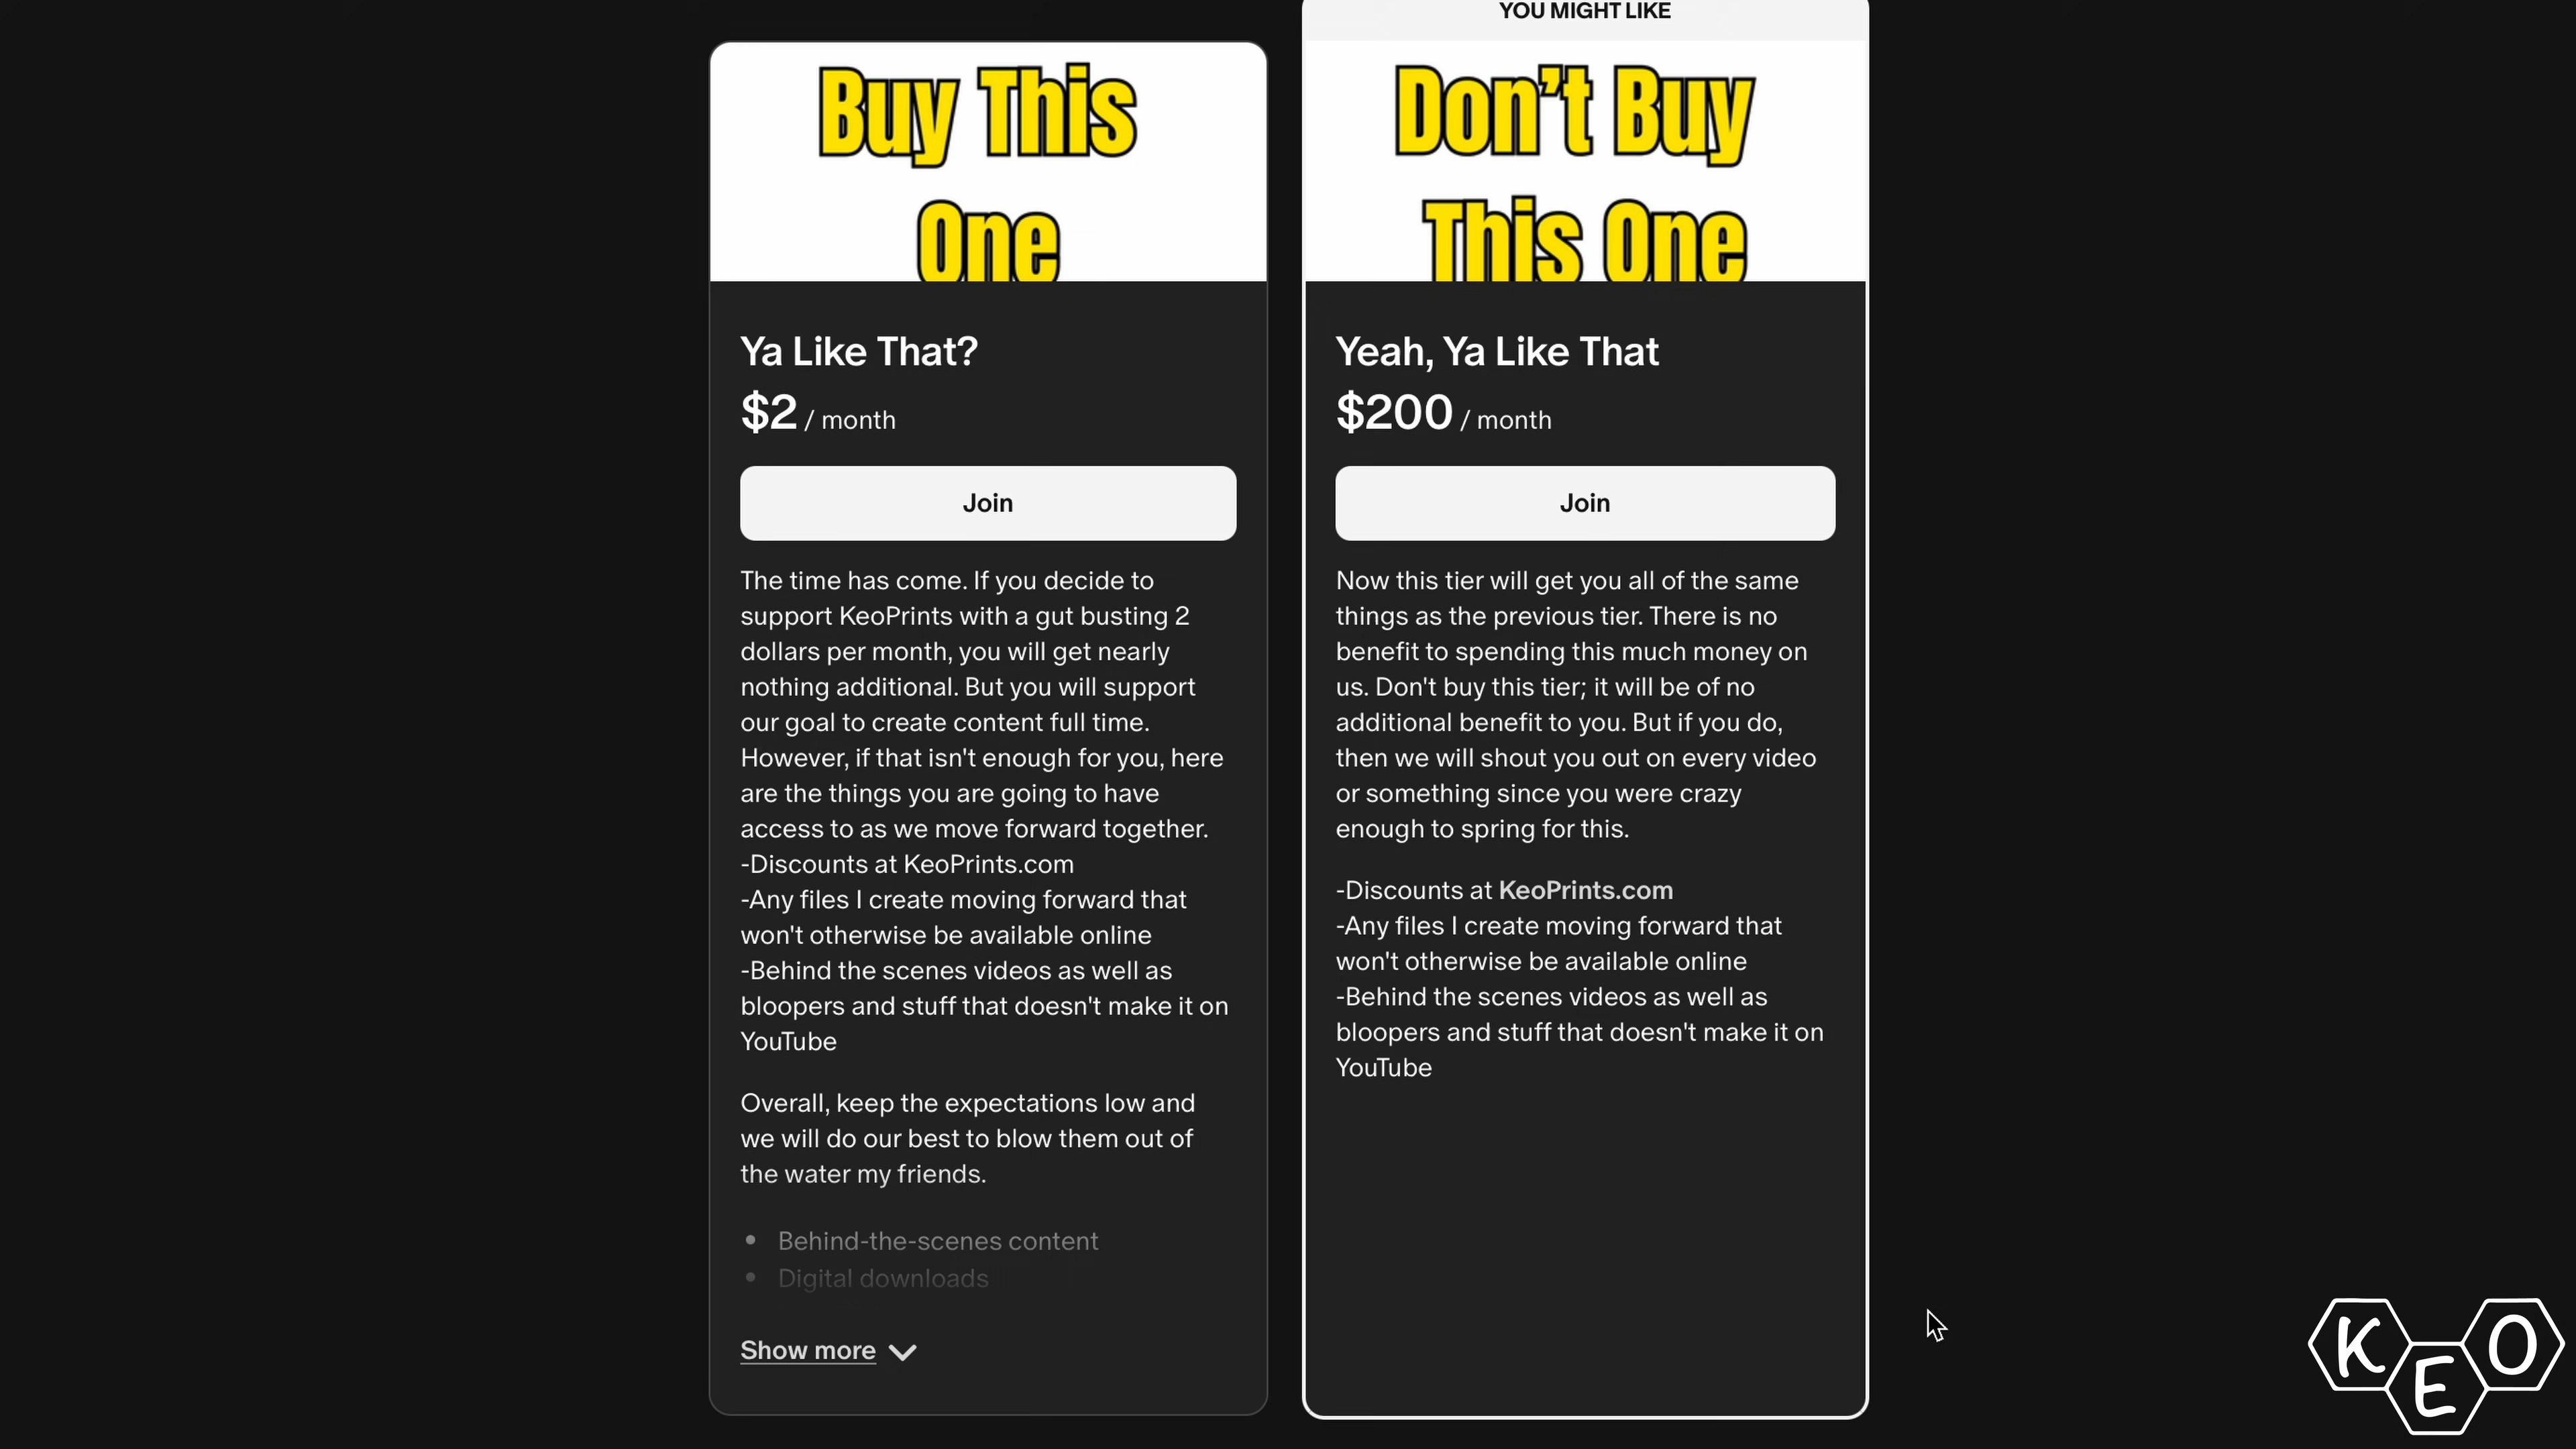 Buy This
One
Ya Like That?
$2 / month
Join
The time has come. If you decide to
support KeoPrints with a gut busting 2
dollars per month, you will get nearly
nothing additional. But you will support
our goal to create content full time.
However, if that isn't enough for you, here
are the things you are going to have
access to as we move forward together.
-Discounts at KeoPrints.com
-Any files I create moving forward that
won't otherwise be available online
-Behind the scenes videos as well as
bloopers and stuff that doesn't make it on
YouTube
Overall, keep the expectations low and
we will do our best to blow them out of
the water my friends.
• Behind-the-scenes content
• Digital downloads
Show more
YOU MIGHT LIKE
Don't Buy
This One
Yeah, Ya Like That
$200 / month
Join
Now this tier will get you all of the same
things as the previous tier. There is no
benefit to spending this much money on
us. Don't buy this tier; it will be of no
additional benefit to you. But if you do,
then we will shout you out on every video
or something since you were crazy
enough to spring for this.
-Discounts at KeoPrints.com
-Any files I create moving forward that
won't otherwise be available online
-Behind the scenes videos as well as
bloopers and stuff that doesn't make it on
YouTube
KEO